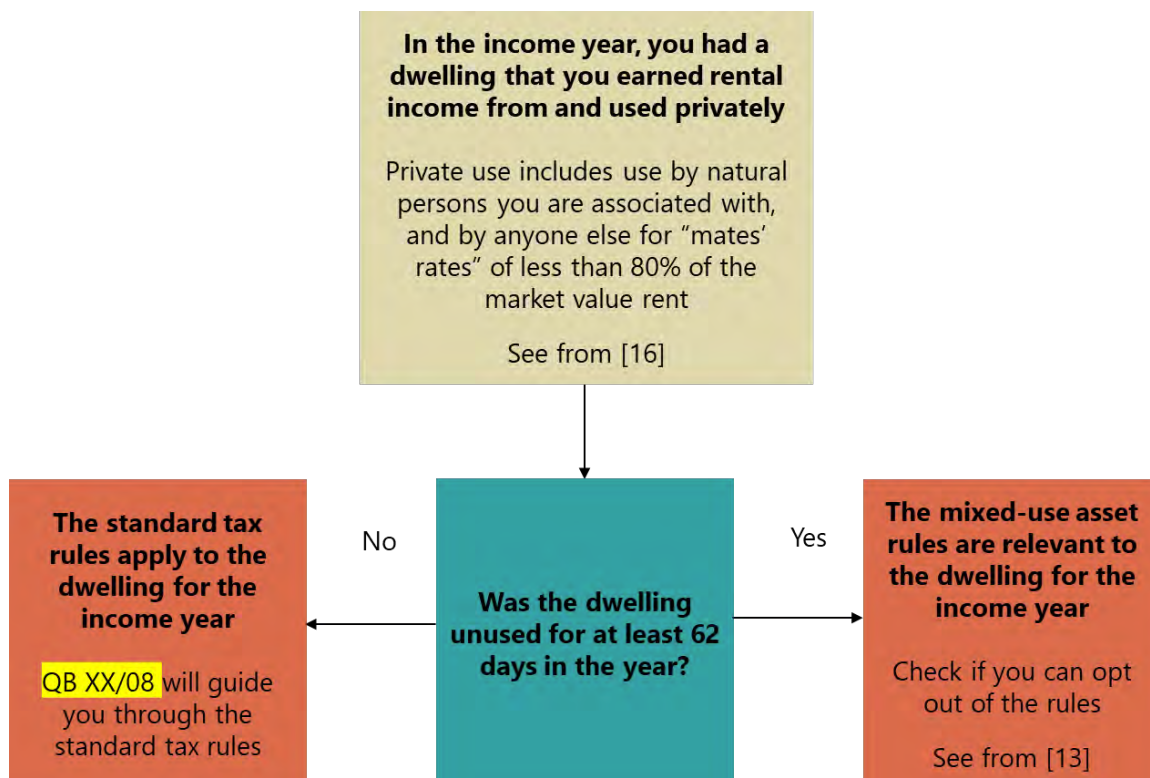 In the income year, you had a
dwelling that you earned rental
income from and used privately
Private use includes use by natural
persons you are associated with,
and by anyone else for “mates’
rates” of less than 80% of the
market value rent
See from [16]
The standard tax
rules apply to the
dwelling for the
income year
QB XX/08 will guide
you through the
standard tax rules
No
Was the dwelling
unused for at least 62
days in the year?
Yes
The mixed-use asset
rules are relevant to
the dwelling for the
income year
Check if you can opt
out of the rules
See from [13]